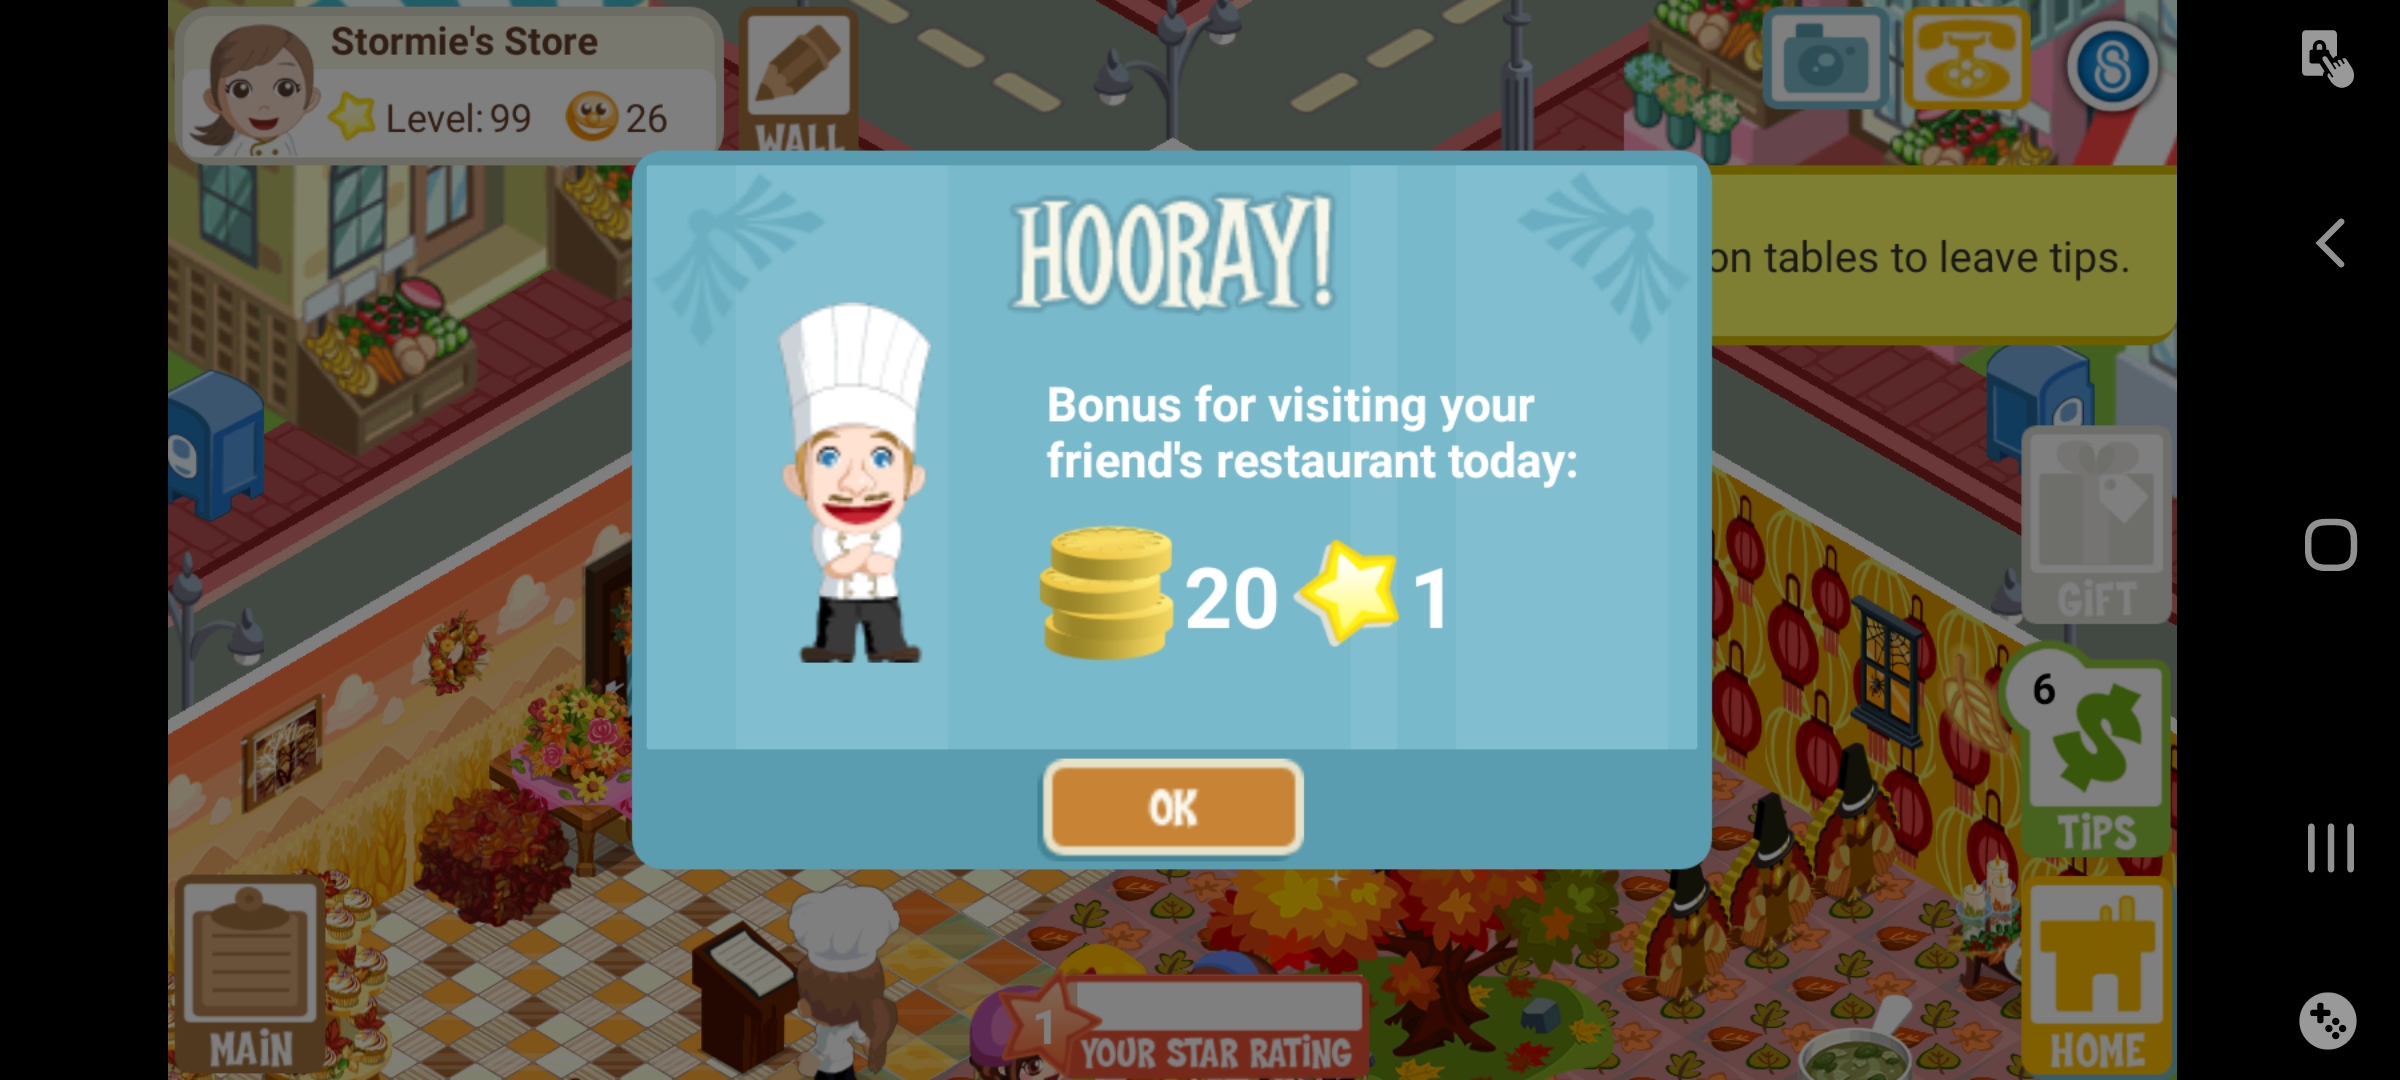 Stormie's Store
Level: 99
26
WALL
on tables to leave tips.
HOORAY!
Bonus for visiting your
friend's restaurant today:
20
1
OK
GiFT
6
TiPS
HOME
MAiN
1
YOUR STAR RATiNG